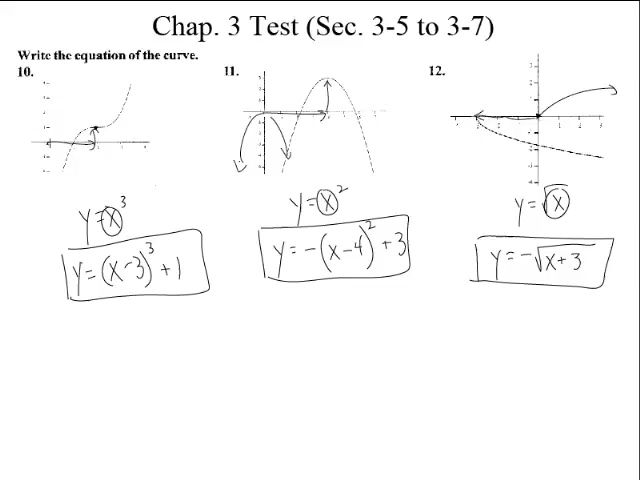 Chap. 3 Test (Sec. 3-5 to 3-7)
Write the equation of the curve.
10.
11.
12.
y = x³
y = (x-3)³ + 1
y = x²
y = -(x-4)² + 3
y = √x
y = -√x+3